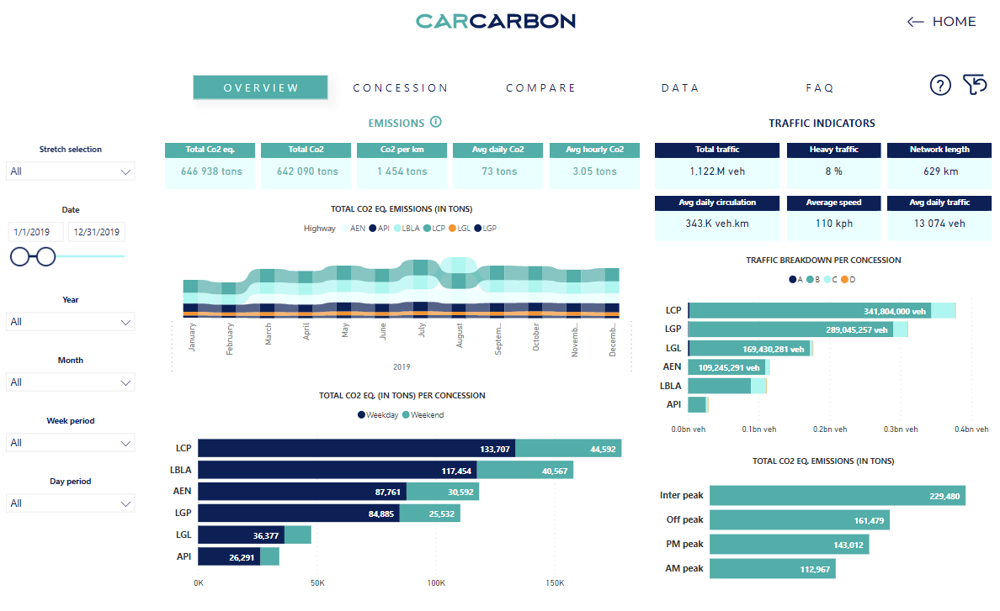 CARCARBON
HOME
OVERVIEW
CONCESSION
COMPARE
DATA
FAQ
?
EMISSIONS
TRAFFIC INDICATORS
Stretch selection
All
Date
1/1/2019 12/31/2019
Year
All
Month
All
Week period
All
Day period
All
Total Co2 eq.
646 938 tons
Total Co2
642 090 tons
Co2 per km
1 454 tons
Avg daily Co2
73 tons
Avg hourly Co2
3.05 tons
TOTAL CO2 EQ. EMISSIONS (IN TONS)
Highway AEN API LBLA LCP LGL LGP
January
February
March
April
May
June
July
August
Septem...
October
Novemb...
Decemb...
2019
TOTAL CO2 EQ. (IN TONS) PER CONCESSION
Weekday Weekend
LCP 133,707 44,592
LBLA 117,454 40,567
AEN 87,761 30,592
LGP 84,885 25,532
LGL 36,377
API 26,291
0K 50K 100K 150K
Total traffic
1,122.M veh
Heavy traffic
8 %
Network length
629 km
Avg daily circulation
343.K veh.km
Average speed
110 kph
Avg daily traffic
13 074 veh
TRAFFIC BREAKDOWN PER CONCESSION
A B C D
LCP 341,804,000 veh
LGP 289,045,257 veh
LGL 169,430,281 veh
AEN 109,245,291 veh
LBLA
API
0.0bn veh 0.1bn veh 0.2bn veh 0.3bn veh 0.4bn veh
TOTAL CO2 EQ. EMISSIONS (IN TONS)
Inter peak 229,480
Off peak 161,479
PM peak 143,012
AM peak 112,967